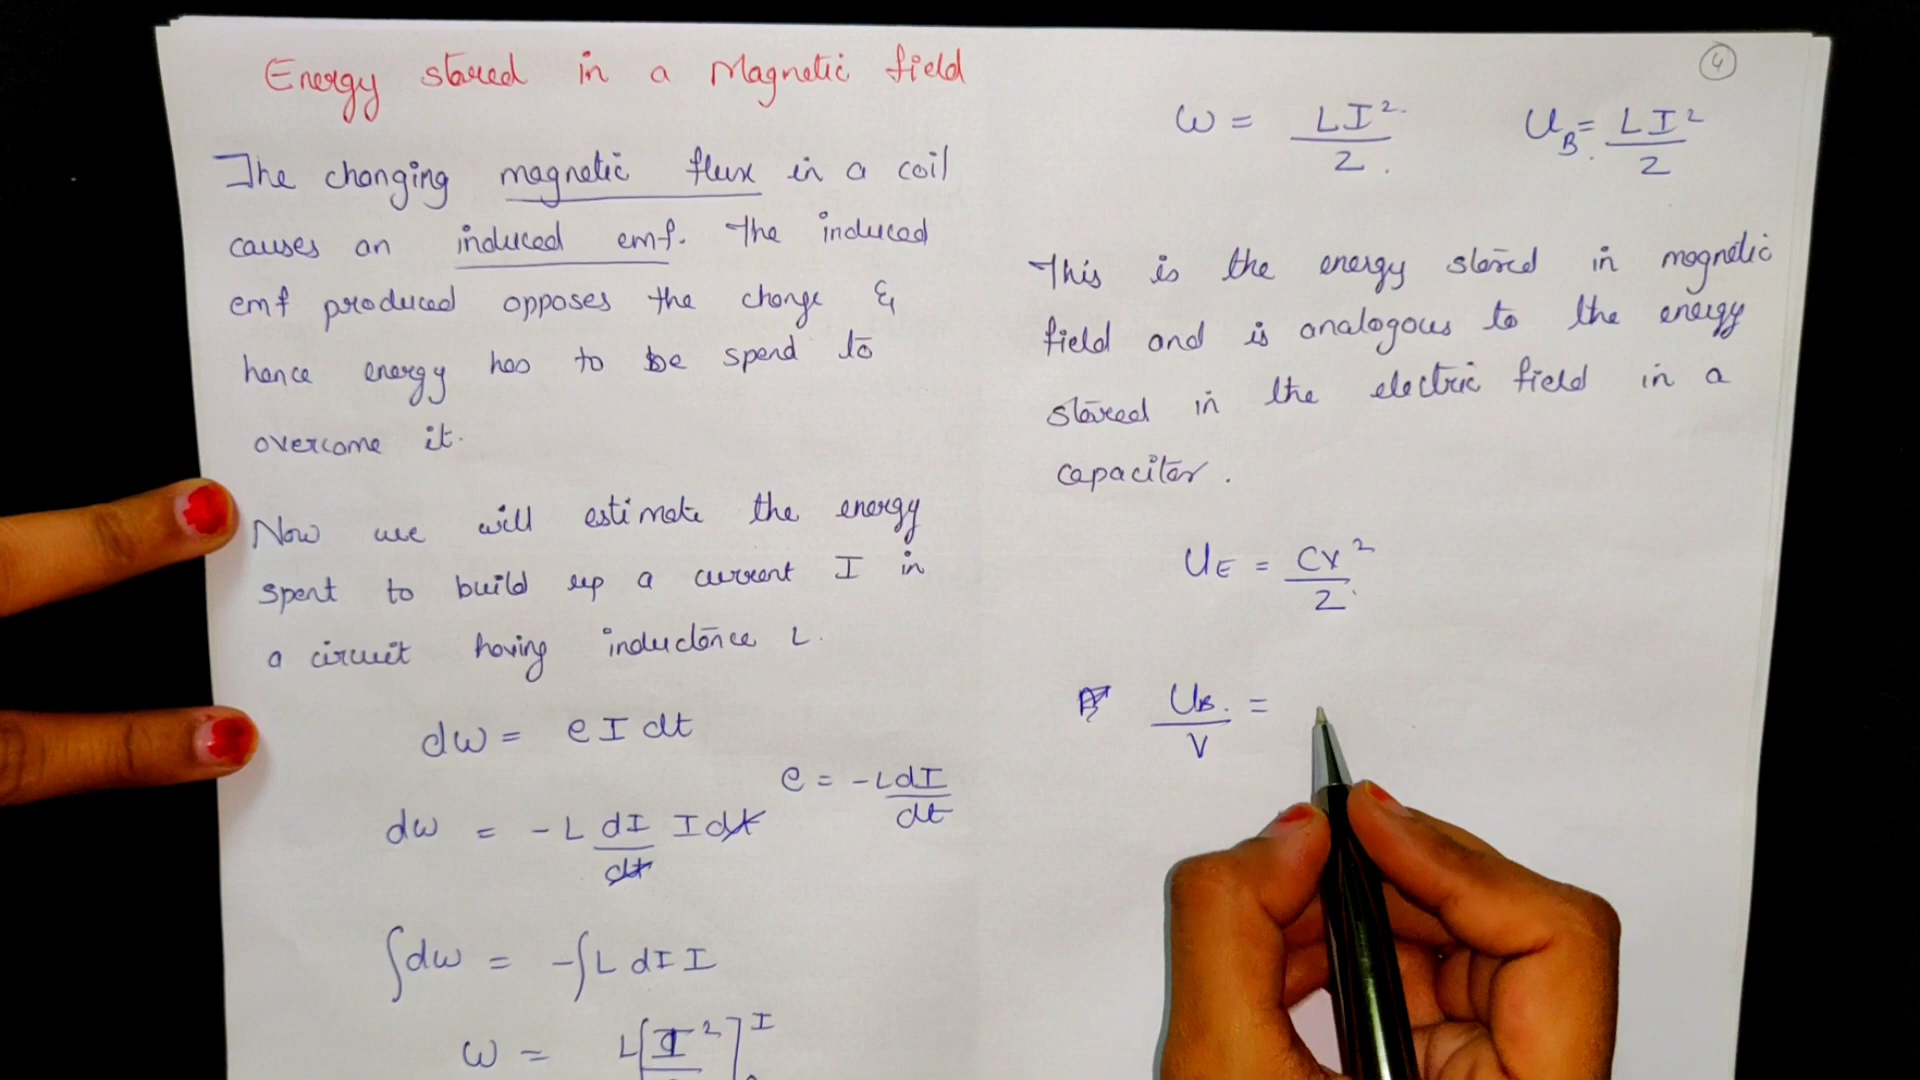 Energy stored in a Magnetic field
The changing magnetic flux in a coil
causes an induced emf. The induced
emf produced opposes the change &
hence energy has to be spend to
overcome it.
Now we will estimate the energy
spent to build up a current I in
a circuit having inductance L.
dw = e I dt
e = -L dI/dt
dw = -L dI/dt I dt
∫dw = -∫L dI I
w = L[I²
]I
4
w = LI²/2 U_B = LI²/2
This is the energy stored in magnetic
field and is analogous to the energy
stored in the electric field in a
capacitor.
U_E = CV²/2
U_B/V =